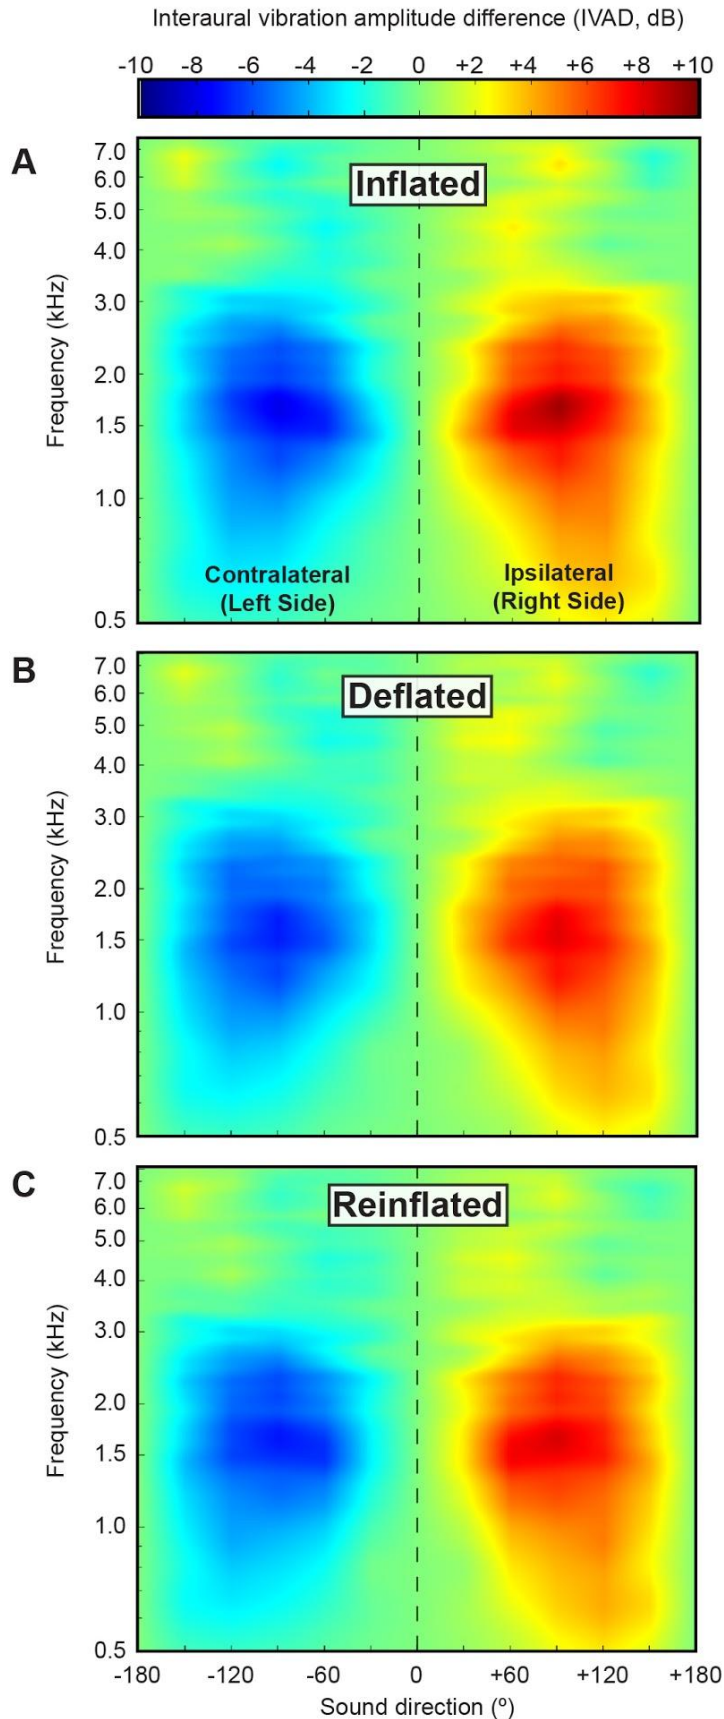 Interaural vibration amplitude difference (IVAD, dB)
-10 -8 -6 -4 -2 0 +2 +4 +6 +8 +10
A
Inflated
7.0
6.0
5.0
4.0
3.0
2.0
1.5
1.0
0.5
Frequency (kHz)
Contralateral
(Left Side)
Ipsilateral
(Right Side)
B
Deflated
7.0
6.0
5.0
4.0
3.0
2.0
1.5
1.0
0.5
Frequency (kHz)
C
Reinflated
7.0
6.0
5.0
4.0
3.0
2.0
1.5
1.0
0.5
Frequency (kHz)
-180 -120 -60 0 +60 +120 +180
Sound direction (º)